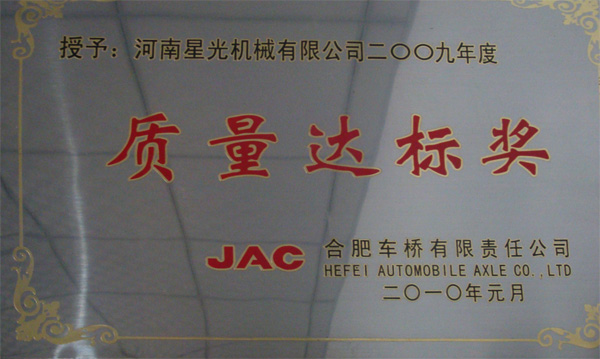 授予：河南星光机械有限公司二〇〇九年度
质量达标奖
JAC 合肥车桥有限责任公司
HEFEI AUTOMOBILE AXLE CO.,LTD
二〇一〇年元月